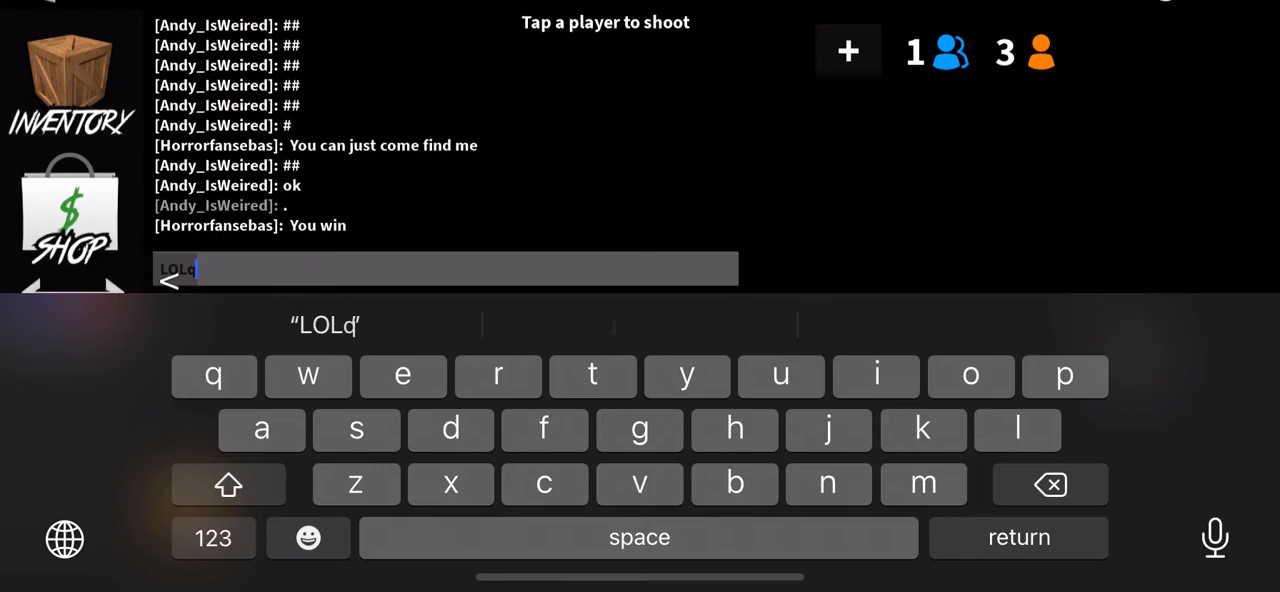 [Andy_IsWeired]: ##
[Andy_IsWeired]: ##
[Andy_IsWeired]: ##
[Andy_IsWeired]: ##
[Andy_IsWeired]: ##
[Andy_IsWeired]: #
[Horrorfansebas]: You can just come find me
[Andy_IsWeired]: ##
[Andy_IsWeired]: ok
[Andy_IsWeired]: .
[Horrorfansebas]: You win
Tap a player to shoot
+ 1 3
INVENTORY
$
SHOP
LOLq
<
“LOLq”
q w e r t y u i o p
a s d f g h j k l
z x c v b n m
123 space return